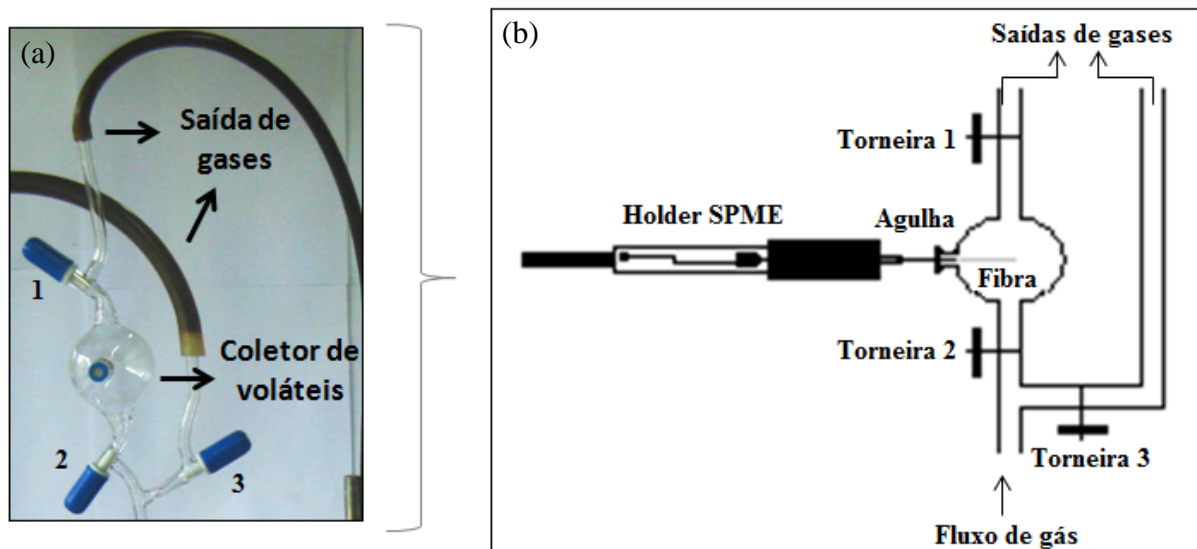 (a)
Saída de
gases
1
Coletor de
voláteis
2
3
(b)
Saídas de gases
Torneira 1
Holder SPME
Agulha
Fibra
Torneira 2
Torneira 3
Fluxo de gás